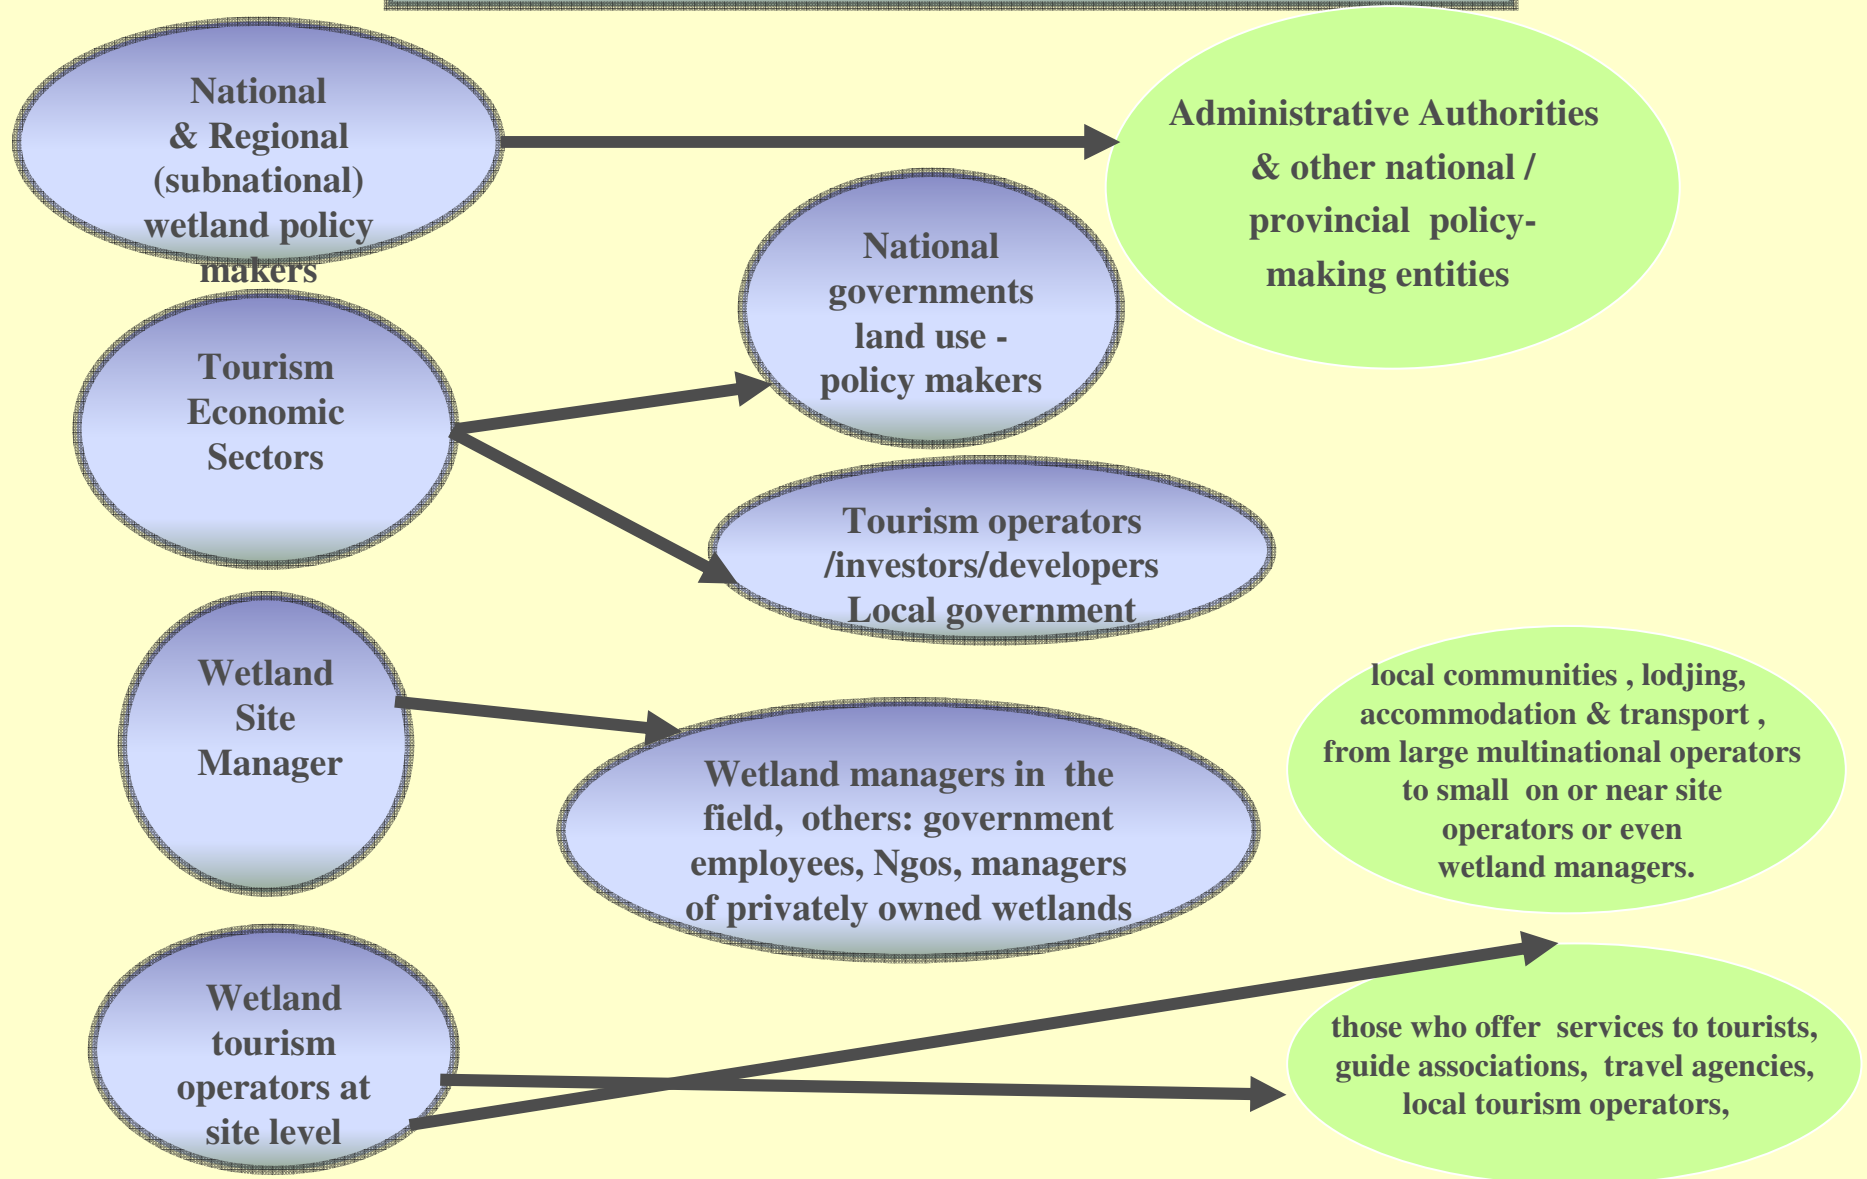 National
& Regional
(subnational)
wetland policy
makers
Administrative Authorities
& other national /
provincial policy-
making entities
Tourism
Economic
Sectors
National
governments
land use -
policy makers
Tourism operators
/investors/developers
Local government
Wetland
Site
Manager
Wetland managers in the
field, others: government
employees, Ngos, managers
of privately owned wetlands
local communities , lodjing,
accommodation & transport ,
from large multinational operators
to small on or near site
operators or even
wetland managers.
Wetland
tourism
operators at
site level
those who offer services to tourists,
guide associations, travel agencies,
local tourism operators,